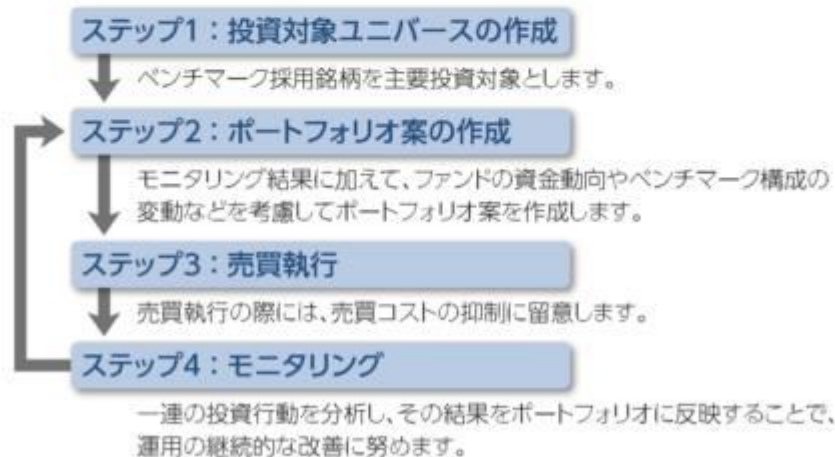 ステップ1：投資対象ユニバースの作成
ベンチマーク採用銘柄を主要投資対象とします。
ステップ2：ポートフォリオ案の作成
モニタリング結果に加えて、ファンドの資金動向やベンチマーク構成の
変動などを考慮してポートフォリオ案を作成します。
ステップ3：売買執行
売買執行の際には、売買コストの抑制に留意します。
ステップ4：モニタリング
一連の投資行動を分析し、その結果をポートフォリオに反映することで、
運用の継続的な改善に努めます。